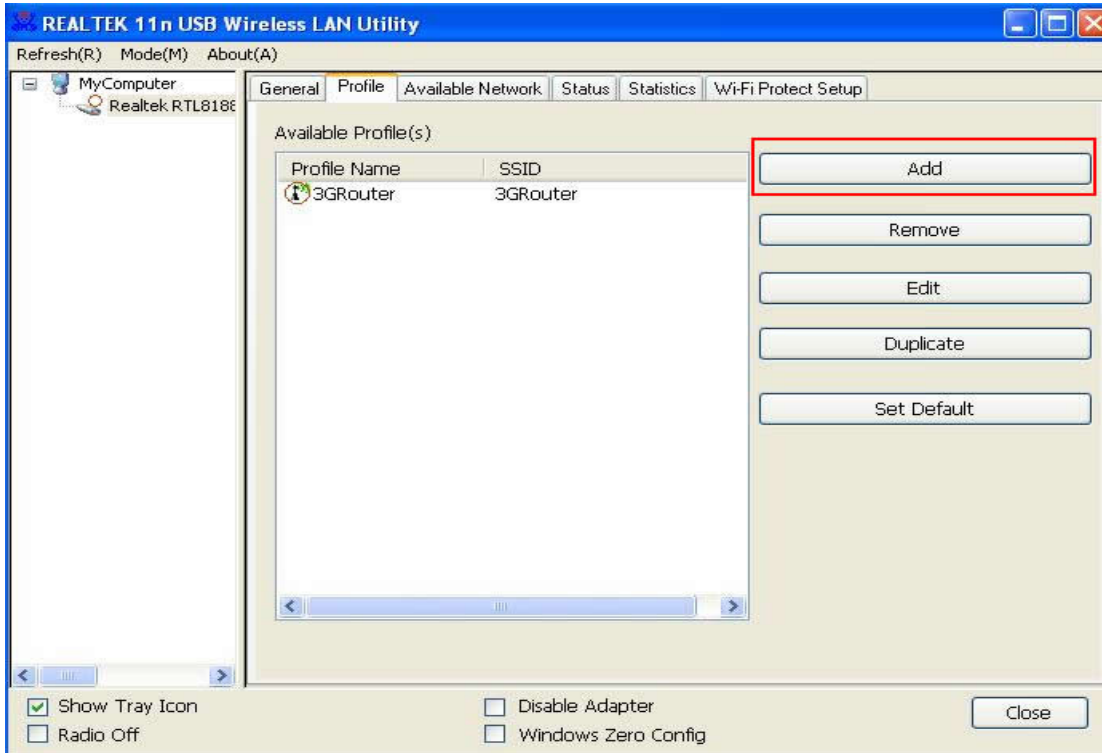 REALTEK 11n USB Wireless LAN Utility
Refresh(R) Mode(M) About(A)
MyComputer
Realtek RTL8188
General Profile Available Network Status Statistics Wi-Fi Protect Setup
Available Profile(s)
Profile Name SSID
3GRouter 3GRouter
Add
Remove
Edit
Duplicate
Set Default
Show Tray Icon
Radio Off
Disable Adapter
Windows Zero Config
Close